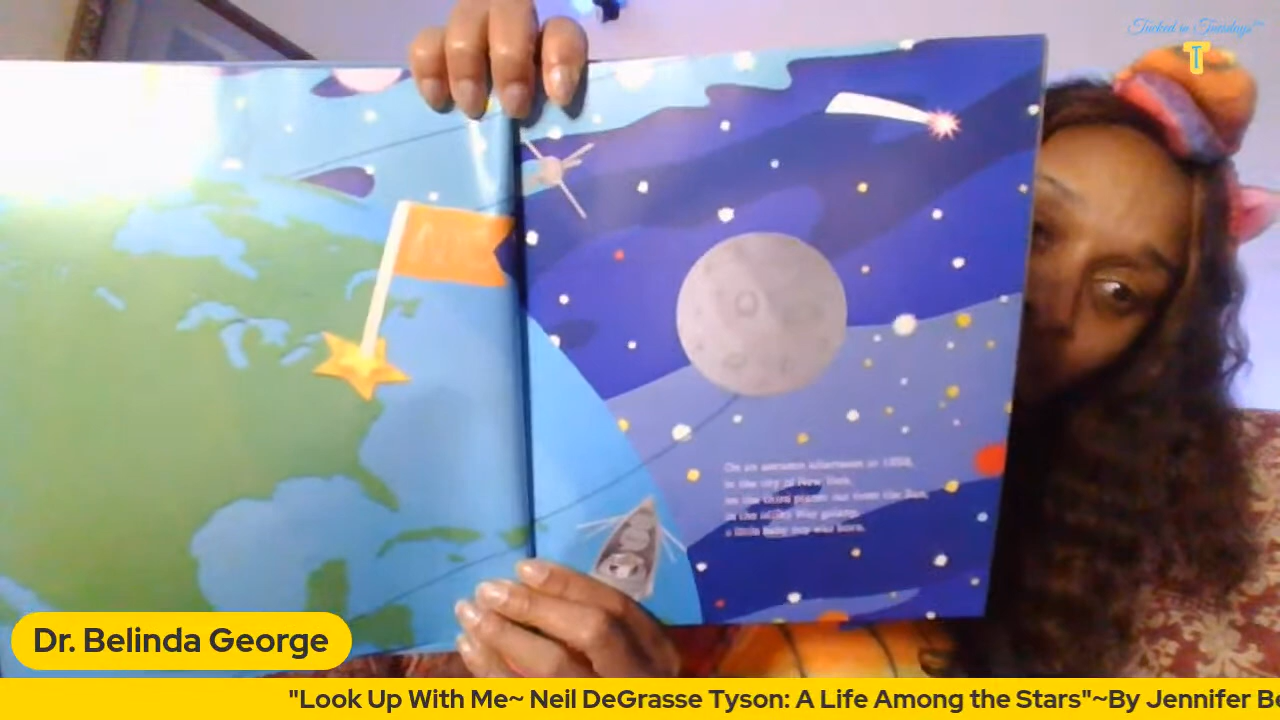 Tucked in Tuesdays™
T
NYC
On an autumn afternoon in 1958,
in the city of New York,
on the third planet out from the Sun,
in the Milky Way galaxy,
a little baby boy was born.
Dr. Belinda George
"Look Up With Me~ Neil DeGrasse Tyson: A Life Among the Stars"~By Jennifer